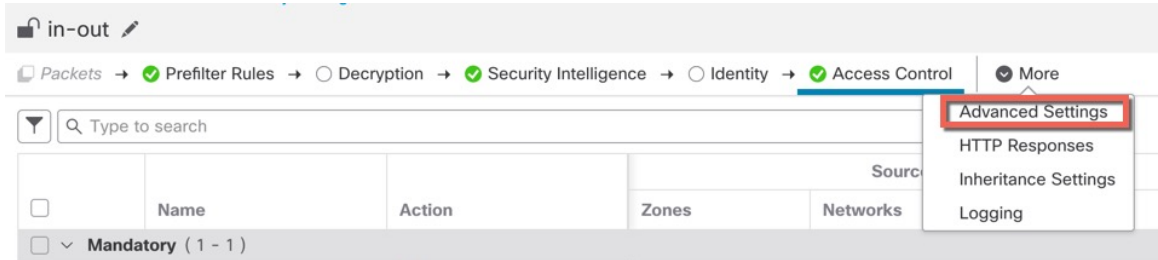 in-out
Packets → Prefilter Rules → Decryption → Security Intelligence → Identity → Access Control More
Advanced Settings
Type to search
HTTP Responses
Sourc
Inheritance Settings
Name Action Zones Networks
Logging
Mandatory (1 - 1)